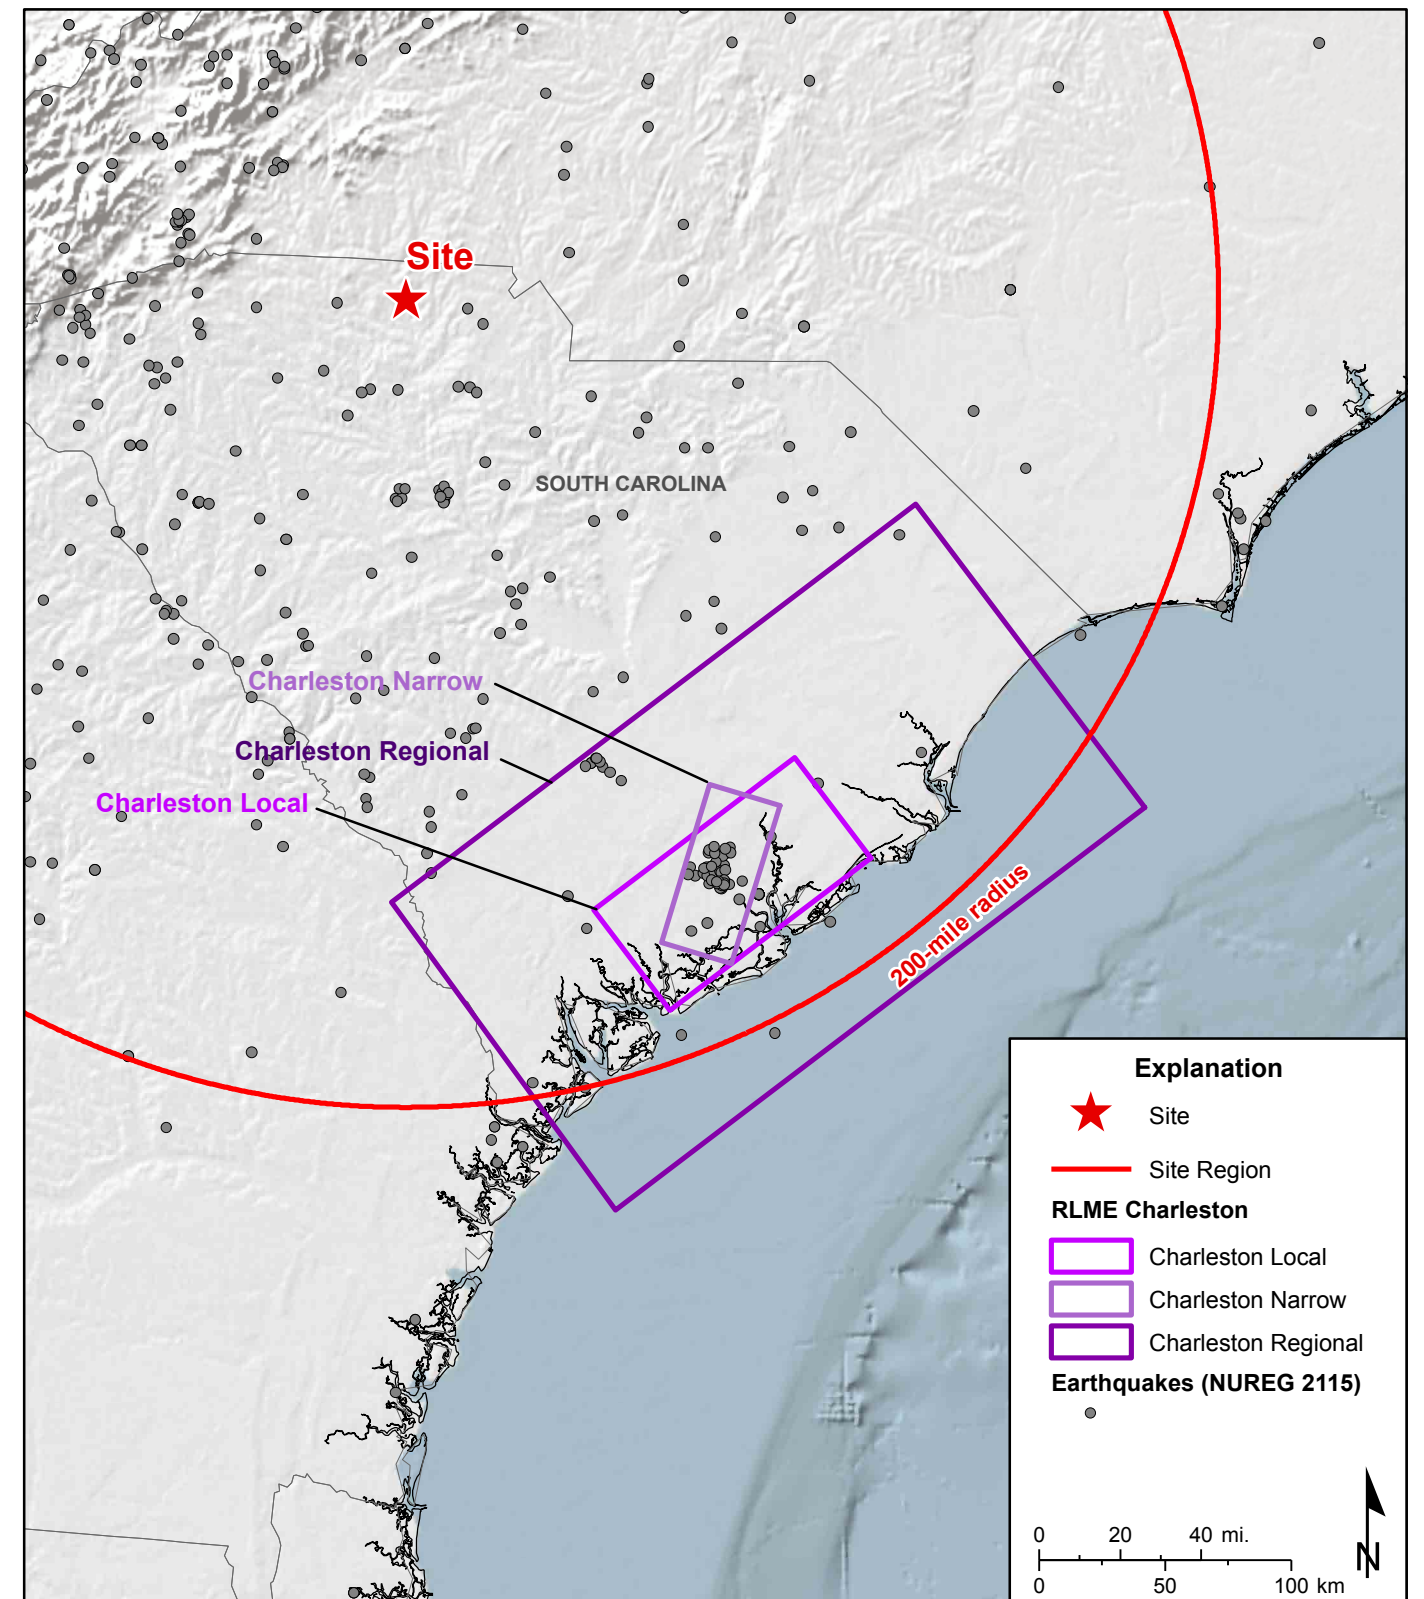 Site
SOUTH CAROLINA
Charleston Narrow
Charleston Regional
Charleston Local
200-mile radius
Explanation
Site
Site Region
RLME Charleston
Charleston Local
Charleston Narrow
Charleston Regional
Earthquakes (NUREG 2115)
0 20 40 mi.
0 50 100 km
N